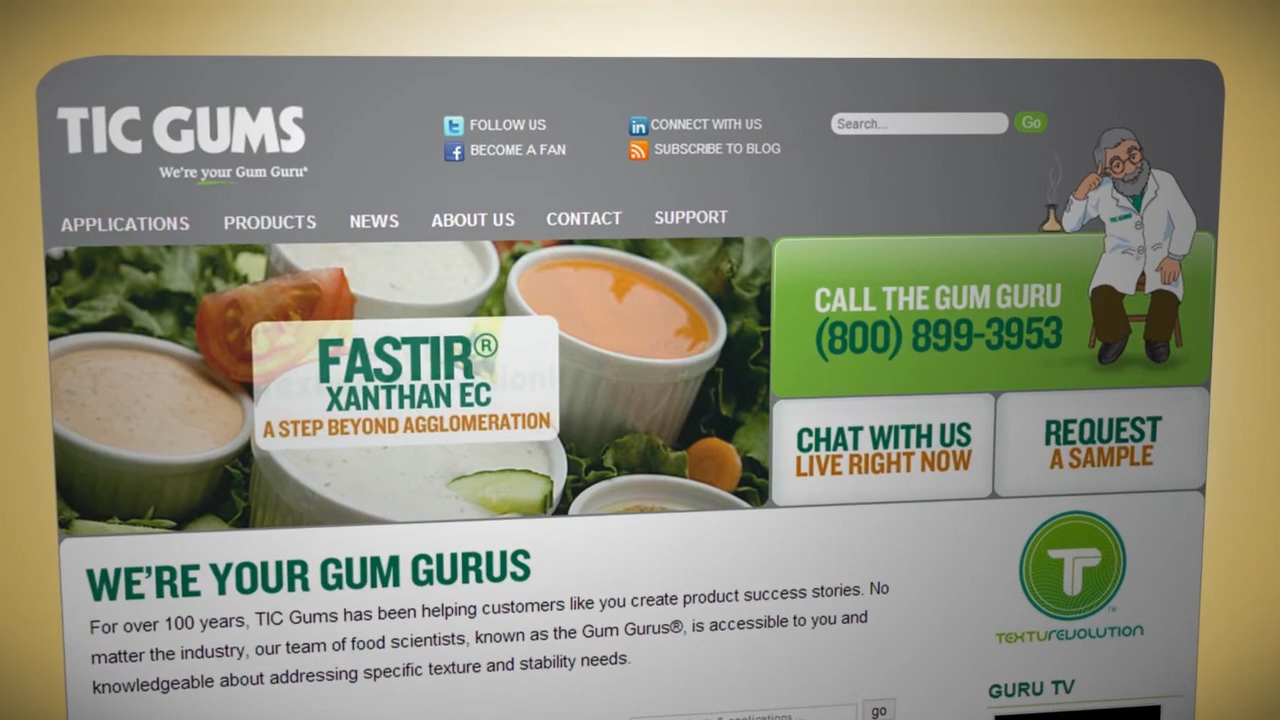 TIC GUMS
We're your Gum Guru®
FOLLOW US
BECOME A FAN
CONNECT WITH US
SUBSCRIBE TO BLOG
Search...
Go
APPLICATIONS PRODUCTS NEWS ABOUT US CONTACT SUPPORT
TIC GUMS
FASTIR®
XANTHAN EC
A STEP BEYOND AGGLOMERATION
CALL THE GUM GURU
(800) 899-3953
CHAT WITH US
LIVE RIGHT NOW
REQUEST
A SAMPLE
WE'RE YOUR GUM GURUS
For over 100 years, TIC Gums has been helping customers like you create product success stories. No
matter the industry, our team of food scientists, known as the Gum Gurus®, is accessible to you and
knowledgeable about addressing specific texture and stability needs.
T
TM
TEXTUREVOLUTION
GURU TV
applications...
go